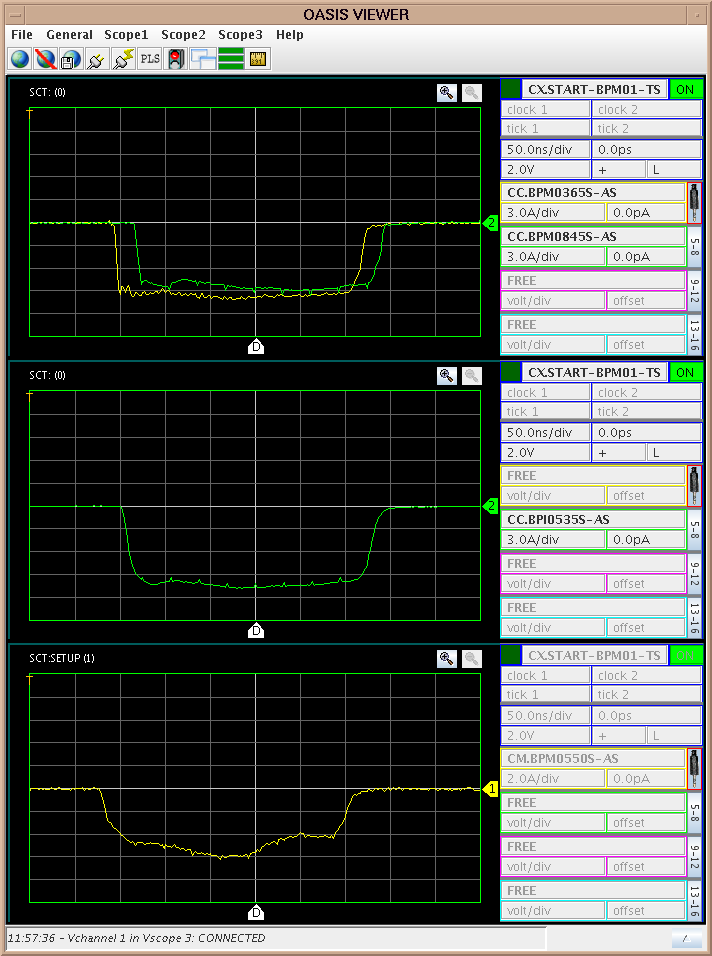 OASIS VIEWER
File General Scope1 Scope2 Scope3 Help
PLS
SCT: (0)
CX.START-BPM01-TS ON
clock 1 clock 2
tick 1 tick 2
50.0ns/div 0.0ps
2.0V + L
CC.BPM0365S-AS
3.0A/div 0.0pA
CC.BPM0845S-AS
3.0A/div 0.0pA
5-8
FREE
volt/div offset
9-12
FREE
volt/div offset
13-16
2
D
SCT: (0)
CX.START-BPM01-TS ON
clock 1 clock 2
tick 1 tick 2
50.0ns/div 0.0ps
2.0V + L
FREE
volt/div offset
CC.BPI0535S-AS
3.0A/div 0.0pA
5-8
FREE
volt/div offset
9-12
FREE
volt/div offset
13-16
2
D
SCT:SETUP (1)
CX.START-BPM01-TS ON
clock 1 clock 2
tick 1 tick 2
50.0ns/div 0.0ps
2.0V + L
CM.BPM0550S-AS
2.0A/div 0.0pA
FREE
volt/div offset
5-8
FREE
volt/div offset
9-12
FREE
volt/div offset
13-16
1
D
11:57:36 - Vchannel 1 in Vscope 3: CONNECTED